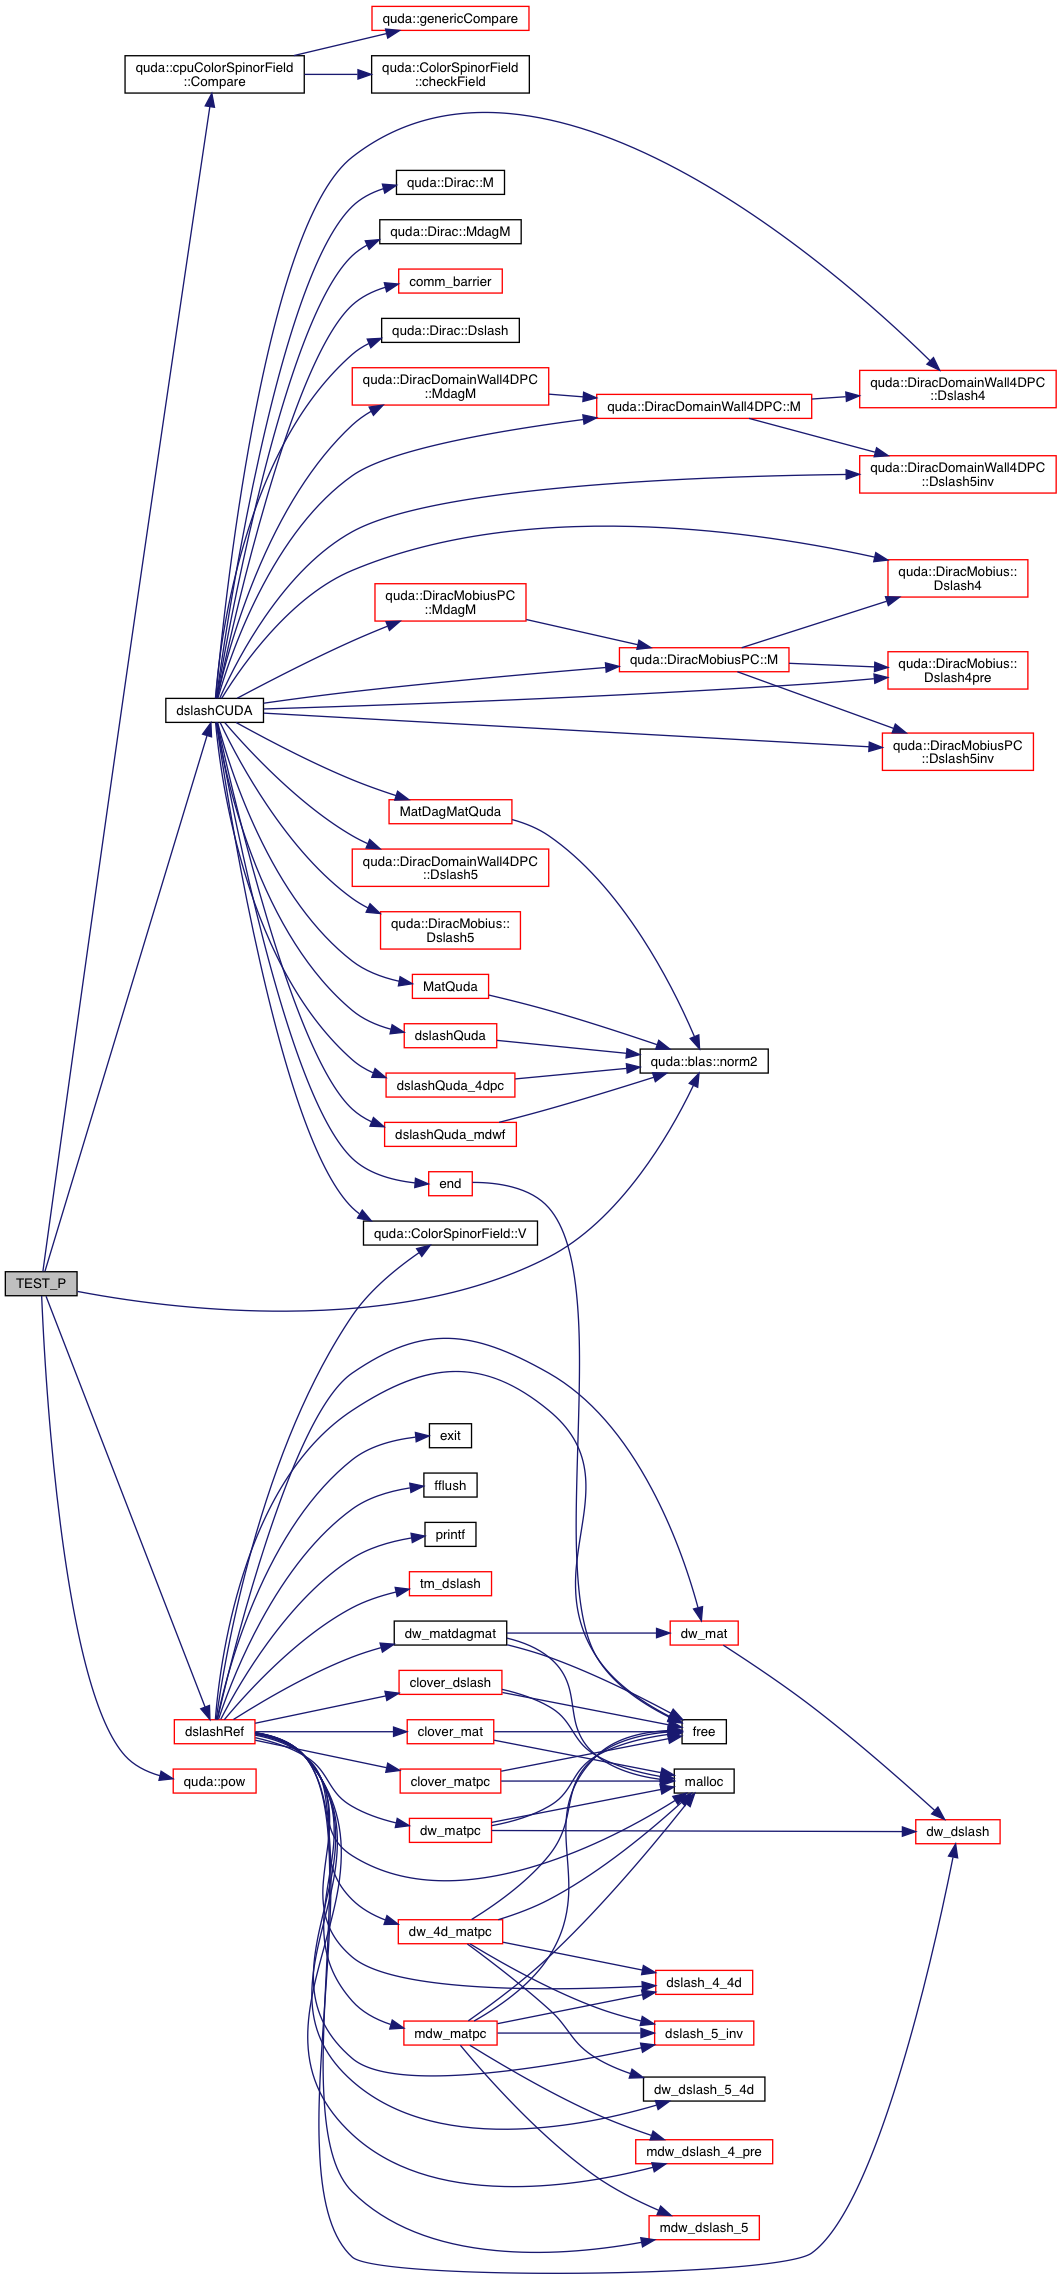 quda::genericCompare
quda::cpuColorSpinorField
::Compare
quda::ColorSpinorField
::checkField
quda::Dirac::M
quda::Dirac::MdagM
comm_barrier
quda::Dirac::Dslash
quda::DiracDomainWall4DPC
::MdagM
quda::DiracDomainWall4DPC::M
quda::DiracDomainWall4DPC
::Dslash4
quda::DiracDomainWall4DPC
::Dslash5inv
quda::DiracMobius::
Dslash4
quda::DiracMobiusPC
::MdagM
quda::DiracMobiusPC::M
quda::DiracMobius::
Dslash4pre
dslashCUDA
quda::DiracMobiusPC
::Dslash5inv
MatDagMatQuda
quda::DiracDomainWall4DPC
::Dslash5
quda::DiracMobius::
Dslash5
MatQuda
dslashQuda
quda::blas::norm2
dslashQuda_4dpc
dslashQuda_mdwf
end
quda::ColorSpinorField::V
TEST_P
exit
fflush
printf
tm_dslash
dw_matdagmat
dw_mat
clover_dslash
dslashRef
clover_mat
free
quda::pow
clover_matpc
malloc
dw_matpc
dw_dslash
dw_4d_matpc
dslash_4_4d
mdw_matpc
dslash_5_inv
dw_dslash_5_4d
mdw_dslash_4_pre
mdw_dslash_5